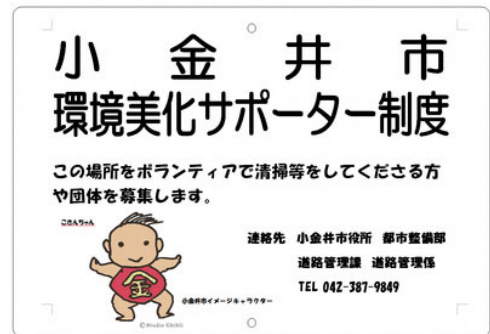 小金井市
環境美化サポーター制度
この場所をボランティアで清掃等をしてくださる方
や団体を募集します。
こきんちゃん
連絡先 小金井市役所 都市整備部
道路管理課 道路管理係
金
小金井市イメージキャラクター
TEL 042-387-9849
©Studio Ghibli